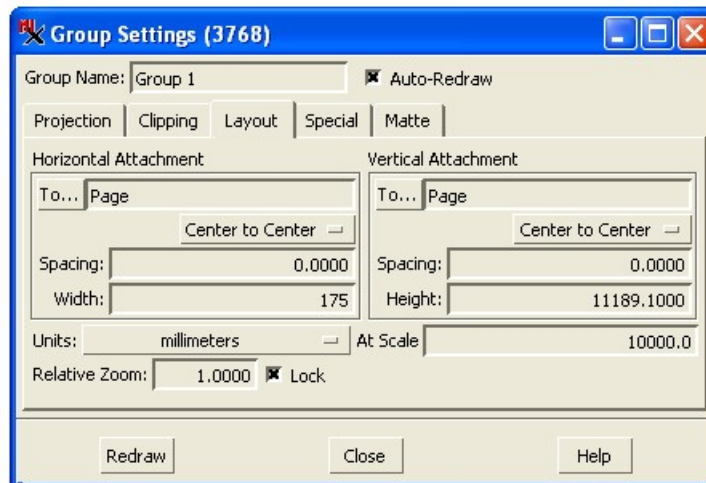 Group Settings (3768)
Group Name: Group 1 Auto-Redraw
Projection Clipping Layout Special Matte
Horizontal Attachment Vertical Attachment
To... Page To... Page
Center to Center Center to Center
Spacing: 0.0000 Spacing: 0.0000
Width: 175 Height: 11189.1000
Units: millimeters At Scale 10000.0
Relative Zoom: 1.0000 Lock
Redraw Close Help